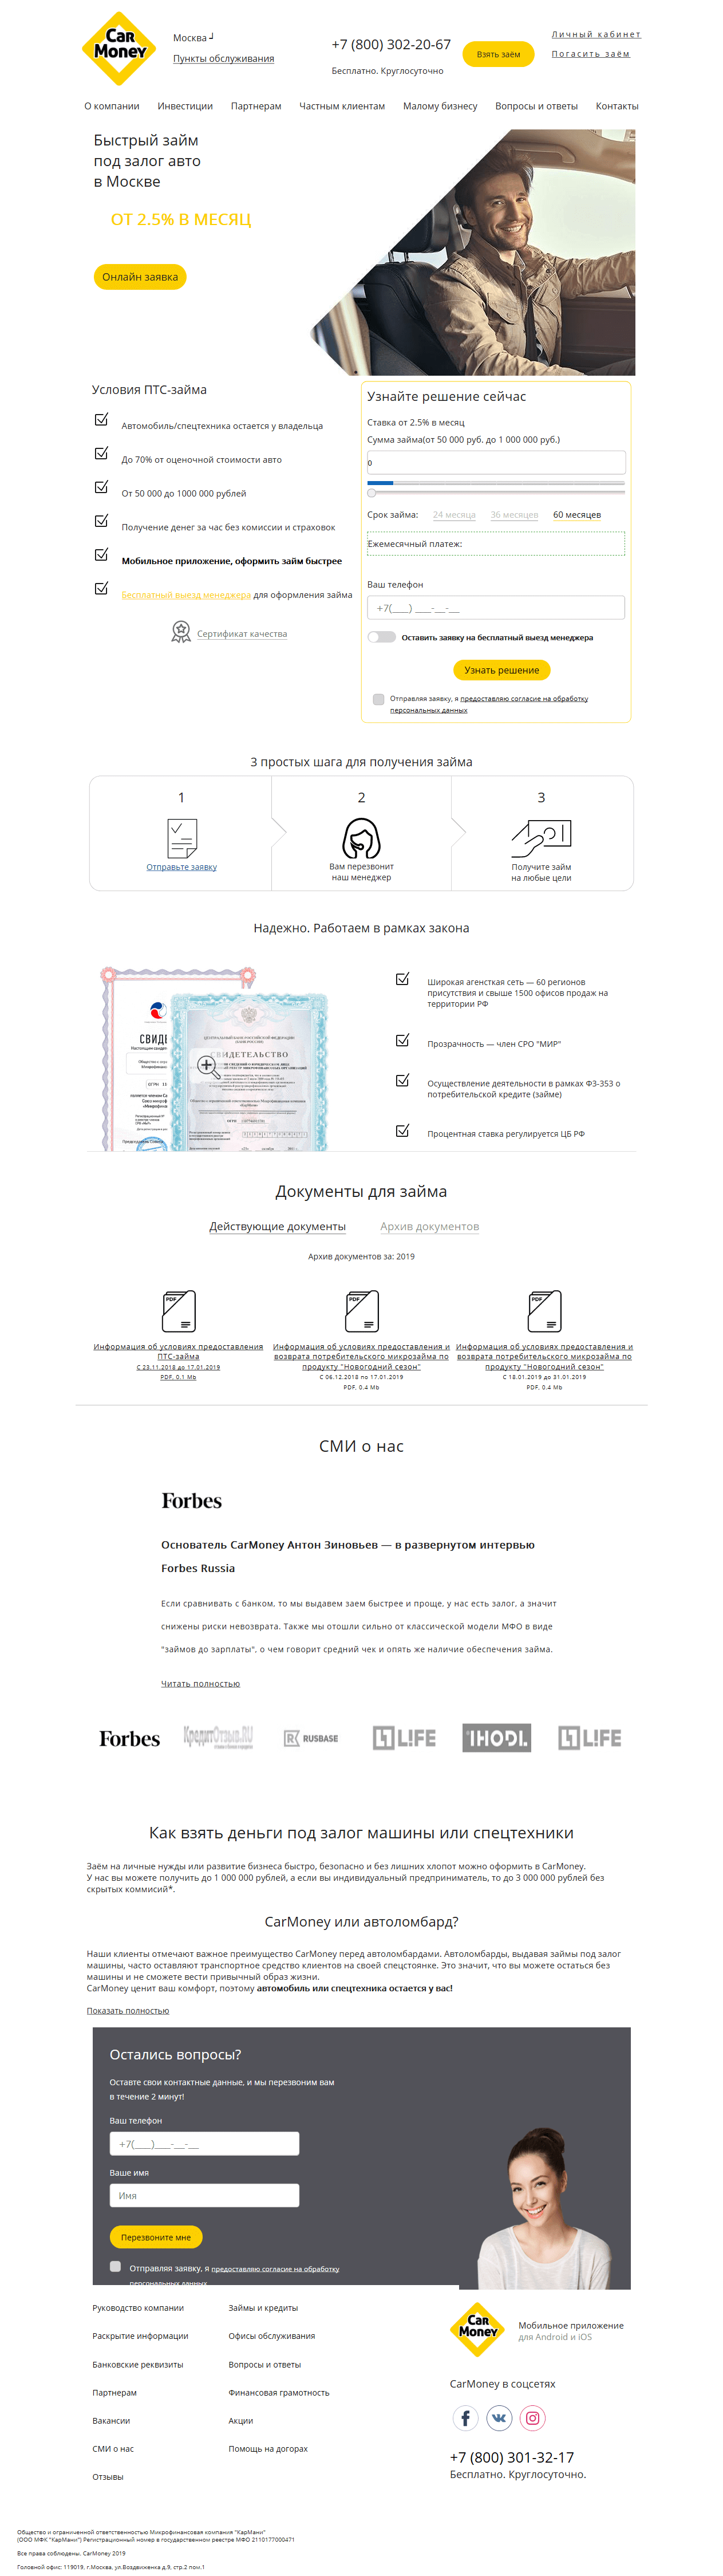 Car
Money
Москва
Пункты обслуживания
+7 (800) 302-20-67
Бесплатно. Круглосуточно
Взять заём
Личный кабинет
Погасить заём
О компании Инвестиции Партнерам Частным клиентам Малому бизнесу Вопросы и ответы Контакты
Быстрый займ
под залог авто
в Москве
ОТ 2.5% В МЕСЯЦ
Онлайн заявка
Условия ПТС-займа
Автомобиль/спецтехника остается у владельца
До 70% от оценочной стоимости авто
От 50 000 до 1000 000 рублей
Получение денег за час без комиссии и страховок
Мобильное приложение, оформить займ быстрее
Бесплатный выезд менеджера для оформления займа
Сертификат качества
Узнайте решение сейчас
Ставка от 2.5% в месяц
Сумма займа(от 50 000 руб. до 1 000 000 руб.)
0
Срок займа: 24 месяца 36 месяцев 60 месяцев
Ежемесячный платеж:
Ваш телефон
+7(___) ___-__-__
Оставить заявку на бесплатный выезд менеджера
Узнать решение
Отправляя заявку, я предоставляю согласие на обработку
персональных данных
3 простых шага для получения займа
1
Отправьте заявку
2
Вам перезвонит
наш менеджер
3
Получите займ
на любые цели
Надежно. Работаем в рамках закона
СВИДЕ
СВИДЕТЕЛЬСТВО
Широкая агенсткая сеть — 60 регионов
присутствия и свыше 1500 офисов продаж на
территории РФ
Прозрачность — член СРО "МИР"
Осуществление деятельности в рамках ФЗ-353 о
потребительской кредите (займе)
Процентная ставка регулируется ЦБ РФ
Документы для займа
Действующие документы Архив документов
Архив документов за: 2019
PDF
Информация об условиях предоставления
ПТС-займа
С 23.11.2018 до 17.01.2019
PDF, 0.1 Mb
PDF
Информация об условиях предоставления и
возврата потребительского микрозайма по
продукту "Новогодний сезон"
С 06.12.2018 по 17.01.2019
PDF, 0.4 Mb
PDF
Информация об условиях предоставления и
возврата потребительского микрозайма по
продукту "Новогодний сезон"
С 18.01.2019 до 31.01.2019
PDF, 0.4 Mb
СМИ о нас
Forbes
Основатель CarMoney Антон Зиновьев — в развернутом интервью
Forbes Russia
Если сравнивать с банком, то мы выдаем заем быстрее и проще, у нас есть залог, а значит
снижены риски невозврата. Также мы отошли сильно от классической модели МФО в виде
"займов до зарплаты", о чем говорит средний чек и опять же наличие обеспечения займа.
Читать полностью
Forbes КредитОтзыв.RU RUSBASE L!FE !HODL L!FE
Как взять деньги под залог машины или спецтехники
Заём на личные нужды или развитие бизнеса быстро, безопасно и без лишних хлопот можно оформить в CarMoney.
У нас вы можете получить до 1 000 000 рублей, а если вы индивидуальный предприниматель, то до 3 000 000 рублей без
скрытых коммисий*.
CarMoney или автоломбард?
Наши клиенты отмечают важное преимущество CarMoney перед автоломбардами. Автоломбарды, выдавая займы под залог
машины, часто оставляют транспортное средство клиентов на своей спецстоянке. Это значит, что вы можете остаться без
машины и не сможете вести привычный образ жизни.
CarMoney ценит ваш комфорт, поэтому автомобиль или спецтехника остается у вас!
Показать полностью
Остались вопросы?
Оставте свои контактные данные, и мы перезвоним вам
в течение 2 минут!
Ваш телефон
+7(___)___-__-__
Ваше имя
Имя
Перезвоните мне
Отправляя заявку, я предоставляю согласие на обработку
персональных данных
Руководство компании
Раскрытие информации
Банковские реквизиты
Партнерам
Вакансии
СМИ о нас
Отзывы
Займы и кредиты
Офисы обслуживания
Вопросы и ответы
Финансовая грамотность
Акции
Помощь на догорах
Car
Money
Мобильное приложение
для Android и iOS
CarMoney в соцсетях
+7 (800) 301-32-17
Бесплатно. Круглосуточно.
Общество и ограниченной ответственностью Микрофинансовая компания "КарМани"
(ООО МФК "КарМани") Регистрационный номер в государственном реестре МФО 2110177000471
Все права соблюдены. CarMoney 2019
Головной офис: 119019, г.Москва, ул.Воздвиженка д.9, стр.2 пом.1